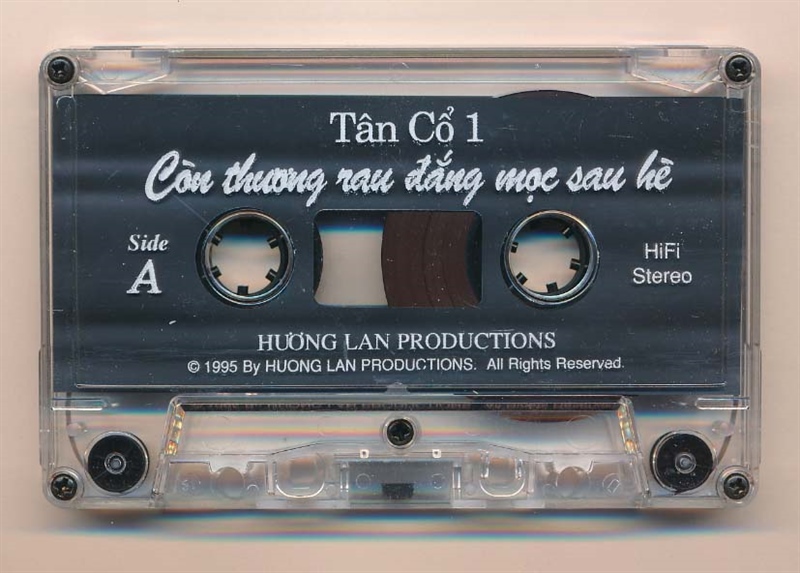 Tân Cổ 1
Còn thương rau đắng mọc sau hè
Side
A
HiFi
Stereo
HƯƠNG LAN PRODUCTIONS
© 1995 By HUONG LAN PRODUCTIONS. All Rights Reserved.